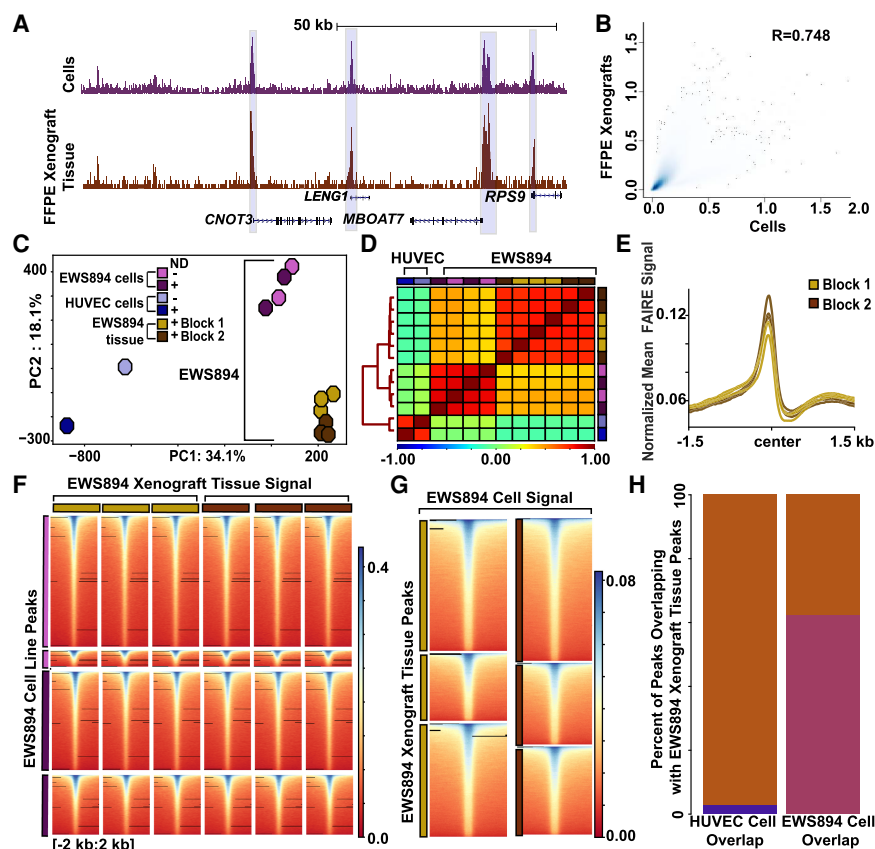 A
50 kb
Cells
FFPE Xenograft
Tissue
LENG1
RPS9
CNOT3
MBOAT7
B
R=0.748
FFPE Xenografts
1.5
1.0
0.5
0.0
0.0
0.5
1.0
1.5
2.0
Cells
C
400
-300
PC2 : 18.1%
ND
EWS894 cells
-
+
HUVEC cells
-
+
EWS894
tissue
+ Block 1
+ Block 2
EWS894
-800
PC1: 34.1%
200
D
HUVEC
EWS894
-1.00
0.00
1.00
E
Normalized Mean FAIRE Signal
0.12
0.06
Block 1
Block 2
-1.5
center
1.5 kb
F
EWS894 Xenograft Tissue Signal
EWS894 Cell Line Peaks
0.4
0.0
[-2 kb:2 kb]
G
EWS894 Cell Signal
EWS894 Xenograft Tissue Peaks
0.08
0.00
H
Percent of Peaks Overlapping
with EWS894 Xenograft Tissue Peaks
100
0
HUVEC Cell
Overlap
EWS894 Cell
Overlap